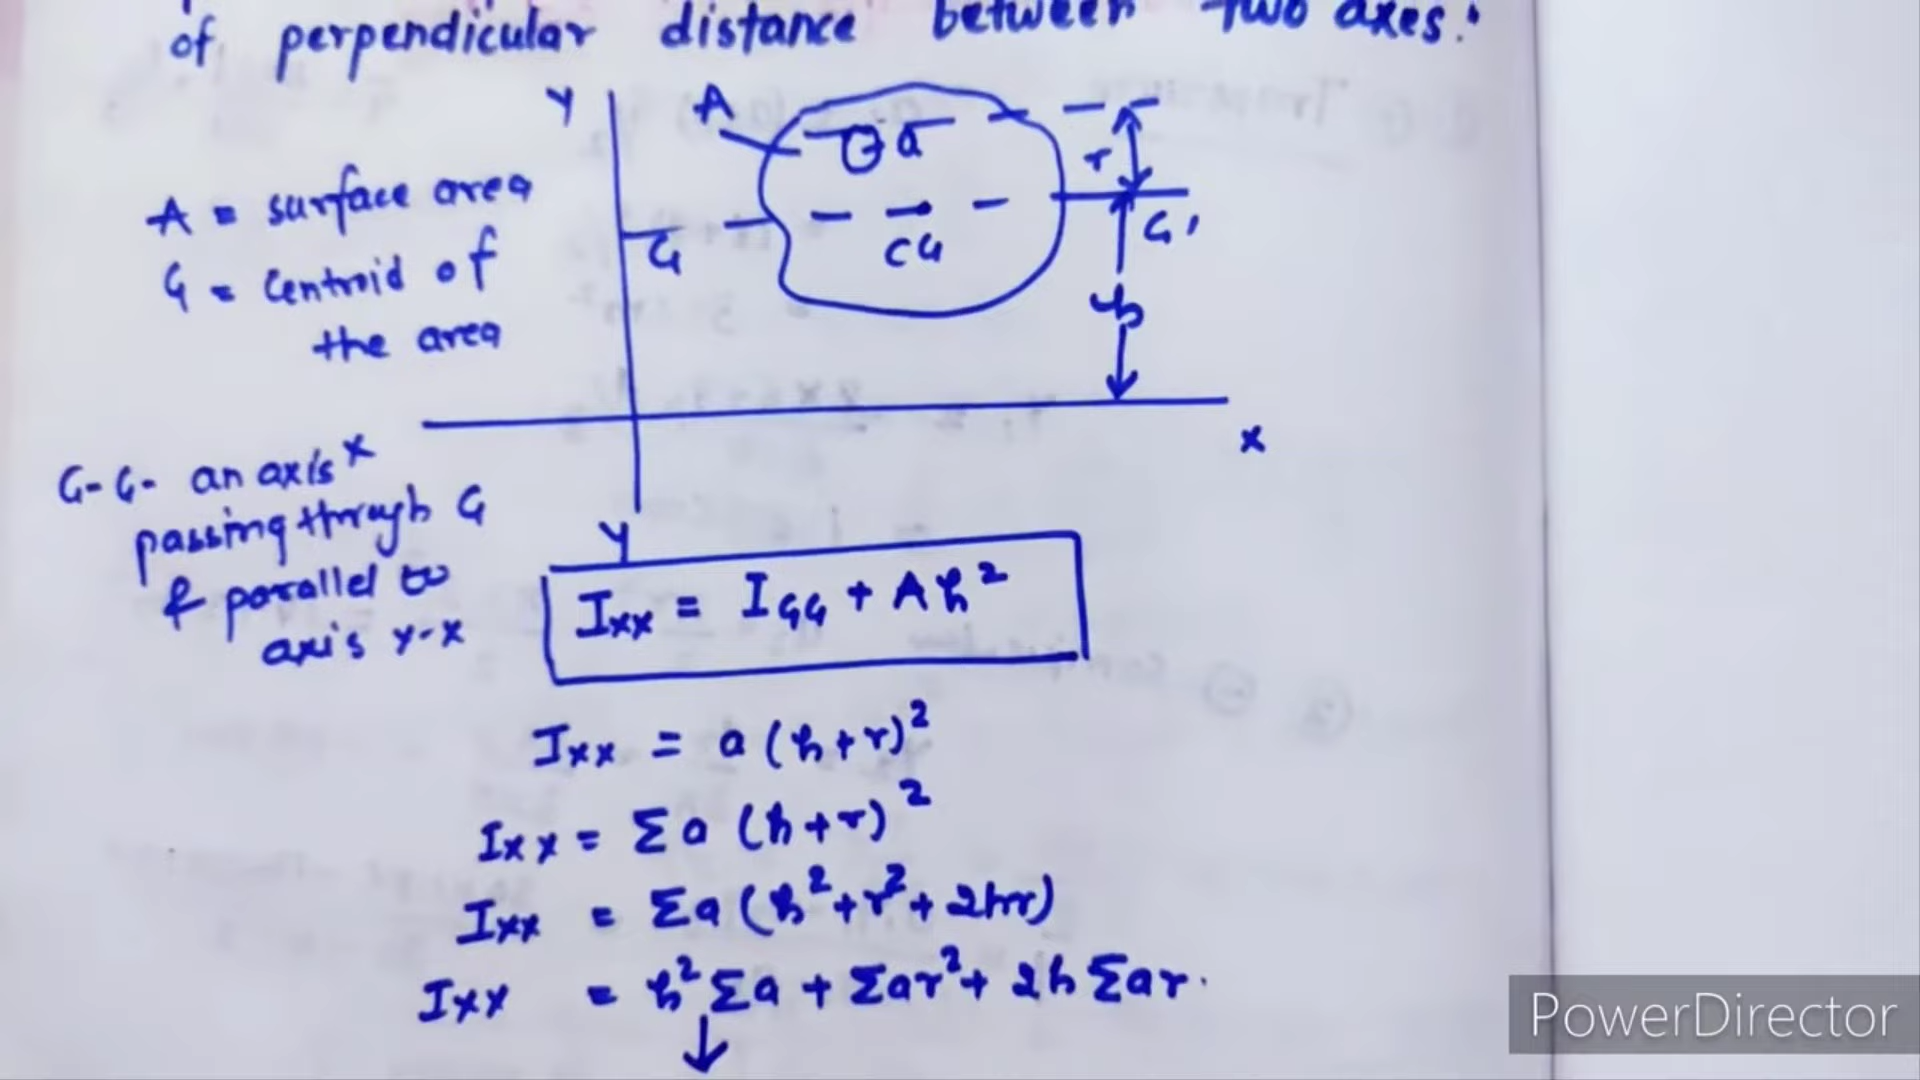 of perpendicular distance between two axes.
Y
A
a
r
A = surface area
G = Centroid of
the area
G
CG
G'
h
x
x
G-G- an axis
passing through G
& parallel to
axis y-x
Y
Ixx = IGG + Ah²
Ixx = a (h+r)²
Ixx = Σa (h+r)²
Ixx = Σa (h²+r²+2hr)
Ixx = h²Σa + Σar² + 2hΣar.
PowerDirector